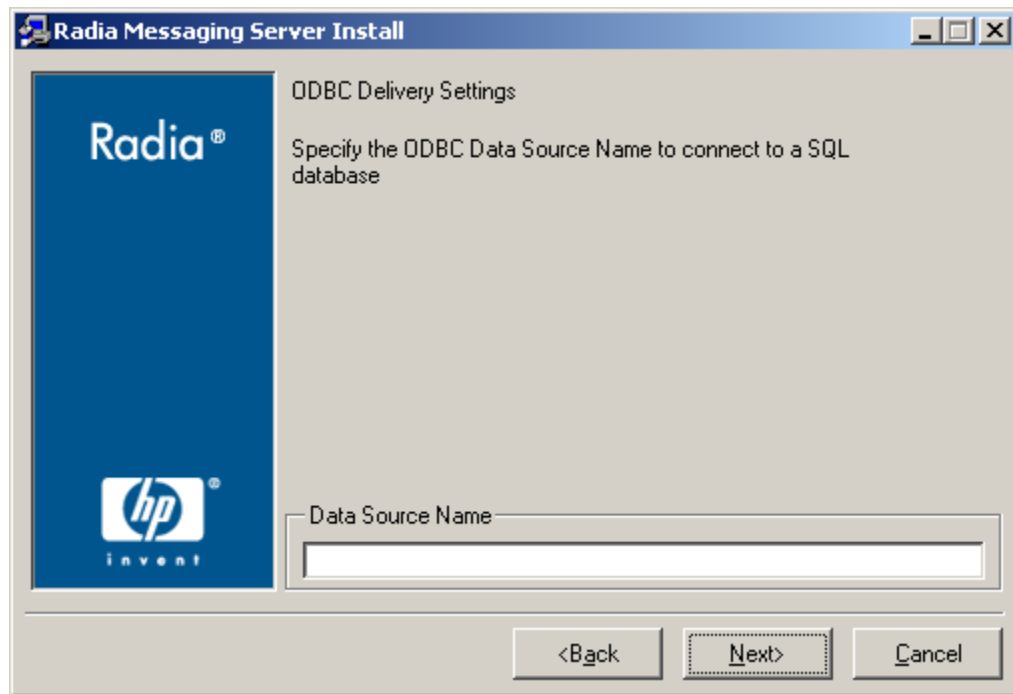 Radia Messaging Server Install
Radia®
ODBC Delivery Settings
Specify the ODBC Data Source Name to connect to a SQL
database
hp®
invent
Data Source Name
<Back
Next>
Cancel